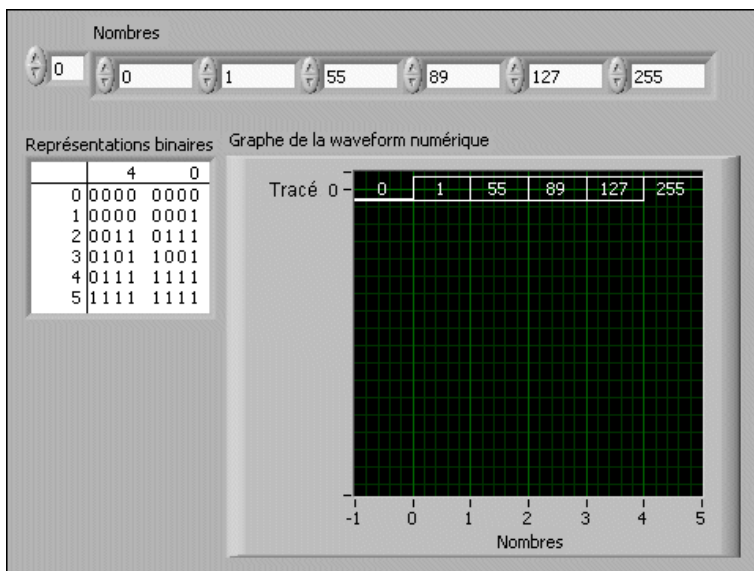 Nombres
0 0 1 55 89 127 255
Représentations binaires
4 0
0 0000 0000
1 0000 0001
2 0011 0111
3 0101 1001
4 0111 1111
5 1111 1111
Graphe de la waveform numérique
Tracé 0 0 1 55 89 127 255
-1 0 1 2 3 4 5
Nombres